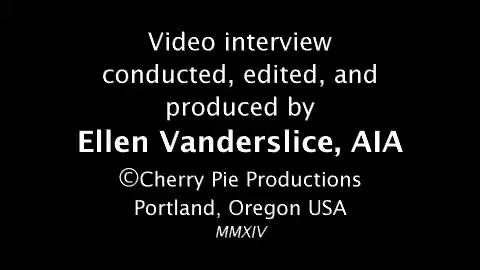 Video interview
conducted, edited, and
produced by
Ellen Vanderslice, AIA
©Cherry Pie Productions
Portland, Oregon USA
MMXIV